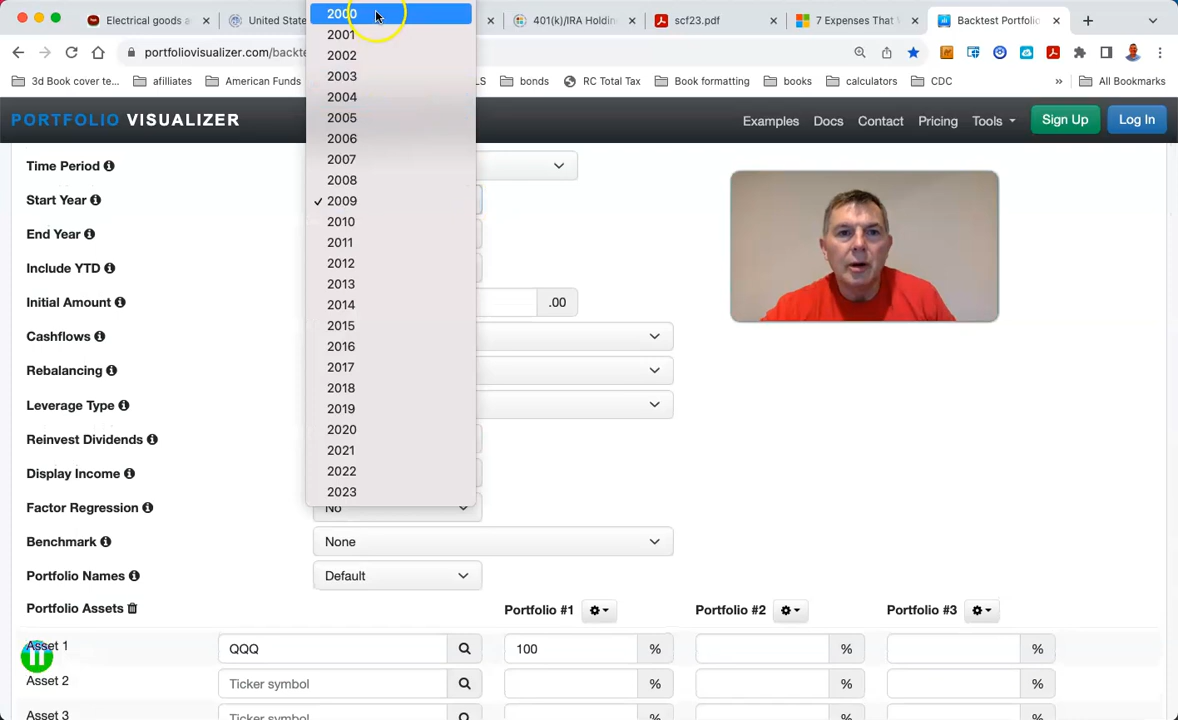 Electrical goods a
United State
401(k)/IRA Holdin
scf23.pdf
7 Expenses That
Backtest Portfolio
portfoliovisualizer.com/backte
3d Book cover te...
afilliates
American Funds
LS
bonds
RC Total Tax
Book formatting
books
calculators
CDC
»
All Bookmarks
PORTFOLIO VISUALIZER
Examples
Docs
Contact
Pricing
Tools
Sign Up
Log In
2000
2001
2002
2003
2004
2005
2006
2007
2008
✓ 2009
2010
2011
2012
2013
2014
2015
2016
2017
2018
2019
2020
2021
2022
2023
Time Period
Start Year
End Year
Include YTD
Initial Amount
.00
Cashflows
Rebalancing
Leverage Type
Reinvest Dividends
Display Income
Factor Regression
No
Benchmark
None
Portfolio Names
Default
Portfolio Assets
Portfolio #1
Portfolio #2
Portfolio #3
Asset 1
QQQ
100
%
%
%
Asset 2
Ticker symbol
%
%
%
Asset 3
Ticker symbol
%
%
%